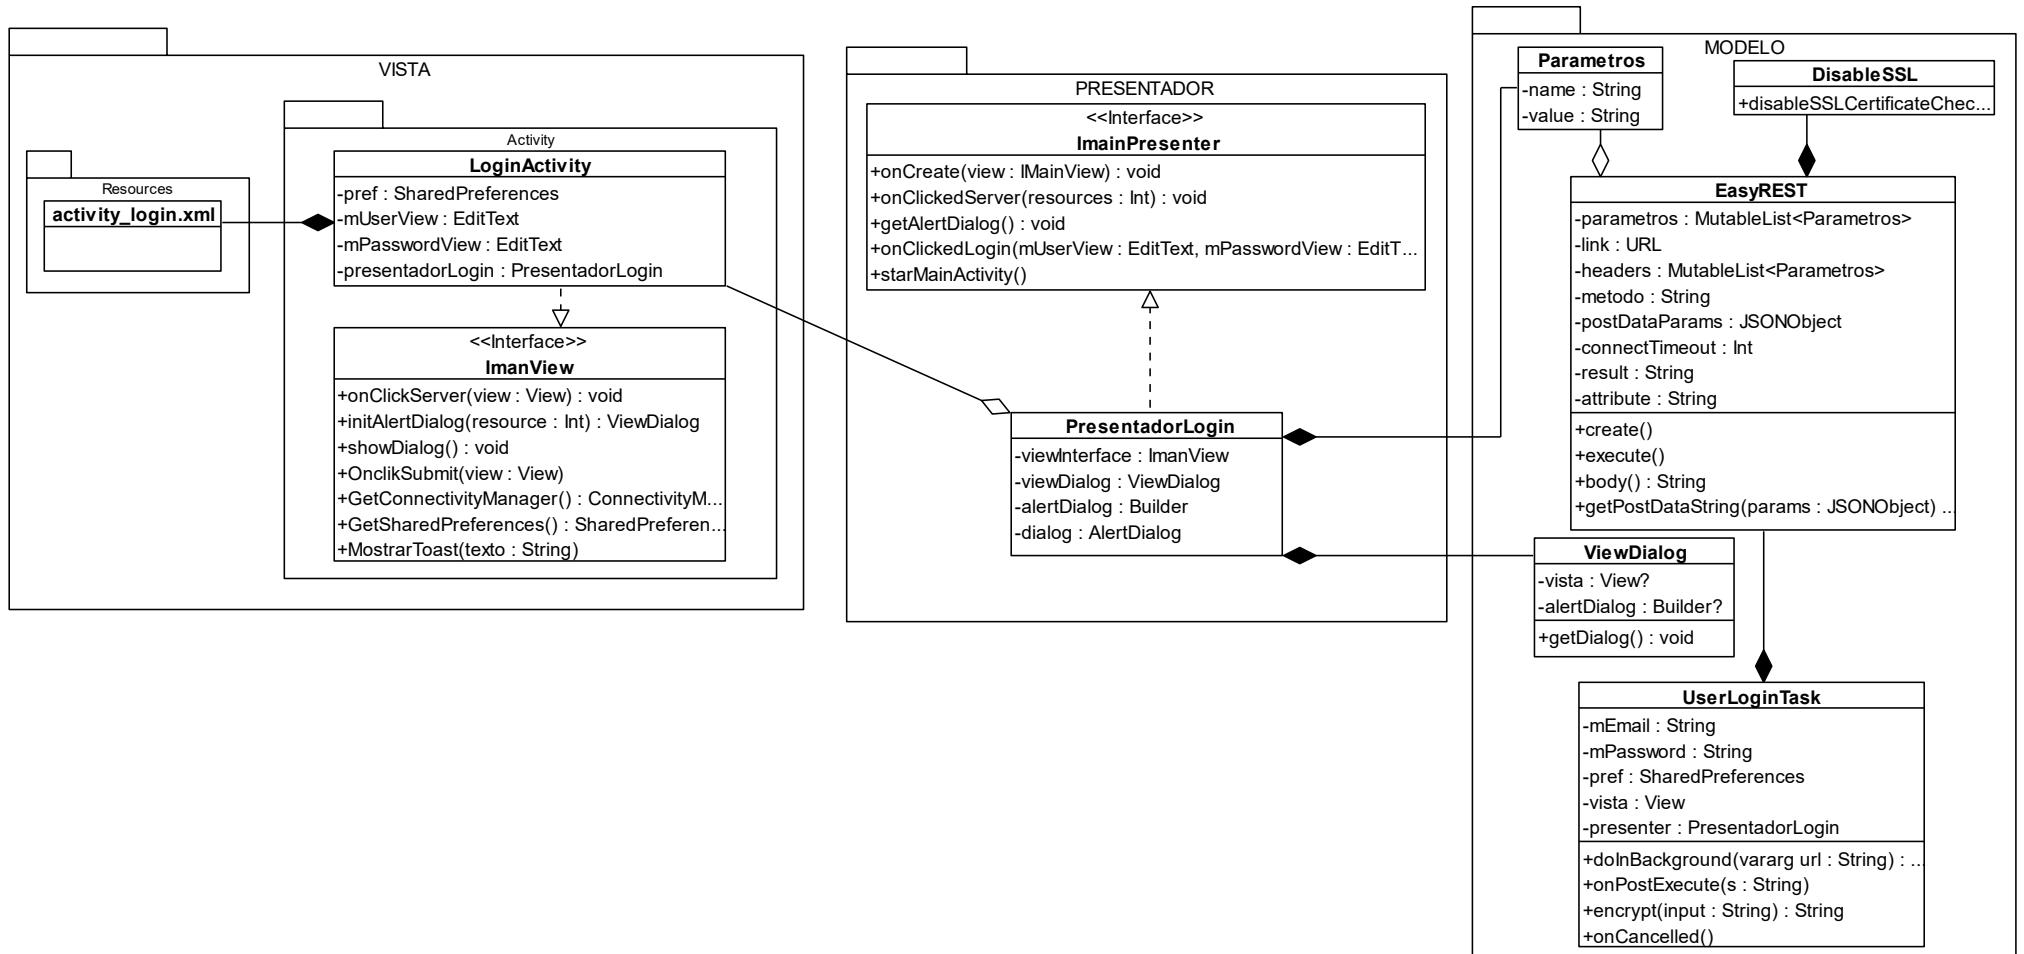 VISTA
Resources
activity_login.xml
Activity
LoginActivity
-pref : SharedPreferences
-mUserView : EditText
-mPasswordView : EditText
-presentadorLogin : PresentadorLogin
<<Interface>>
ImanView
+onClickServer(view : View) : void
+initAlertDialog(resource : Int) : ViewDialog
+showDialog() : void
+OnclikSubmit(view : View)
+GetConnectivityManager() : ConnectivityM...
+GetSharedPreferences() : SharedPreferen...
+MostrarToast(texto : String)
PRESENTADOR
<<Interface>>
ImainPresenter
+onCreate(view : IMainView) : void
+onClickedServer(resources : Int) : void
+getAlertDialog() : void
+onClickedLogin(mUserView : EditText, mPasswordView : EditT...
+starMainActivity()
PresentadorLogin
-viewInterface : ImanView
-viewDialog : ViewDialog
-alertDialog : Builder
-dialog : AlertDialog
MODELO
Parametros
-name : String
-value : String
DisableSSL
+disableSSLCertificateChec...
EasyREST
-parametros : MutableList<Parametros>
-link : URL
-headers : MutableList<Parametros>
-metodo : String
-postDataParams : JSONObject
-connectTimeout : Int
-result : String
-attribute : String
+create()
+execute()
+body() : String
+getPostDataString(params : JSONObject) ...
ViewDialog
-vista : View?
-alertDialog : Builder?
+getDialog() : void
UserLoginTask
-mEmail : String
-mPassword : String
-pref : SharedPreferences
-vista : View
-presenter : PresentadorLogin
+doInBackground(vararg url : String) : ...
+onPostExecute(s : String)
+encrypt(input : String) : String
+onCancelled()